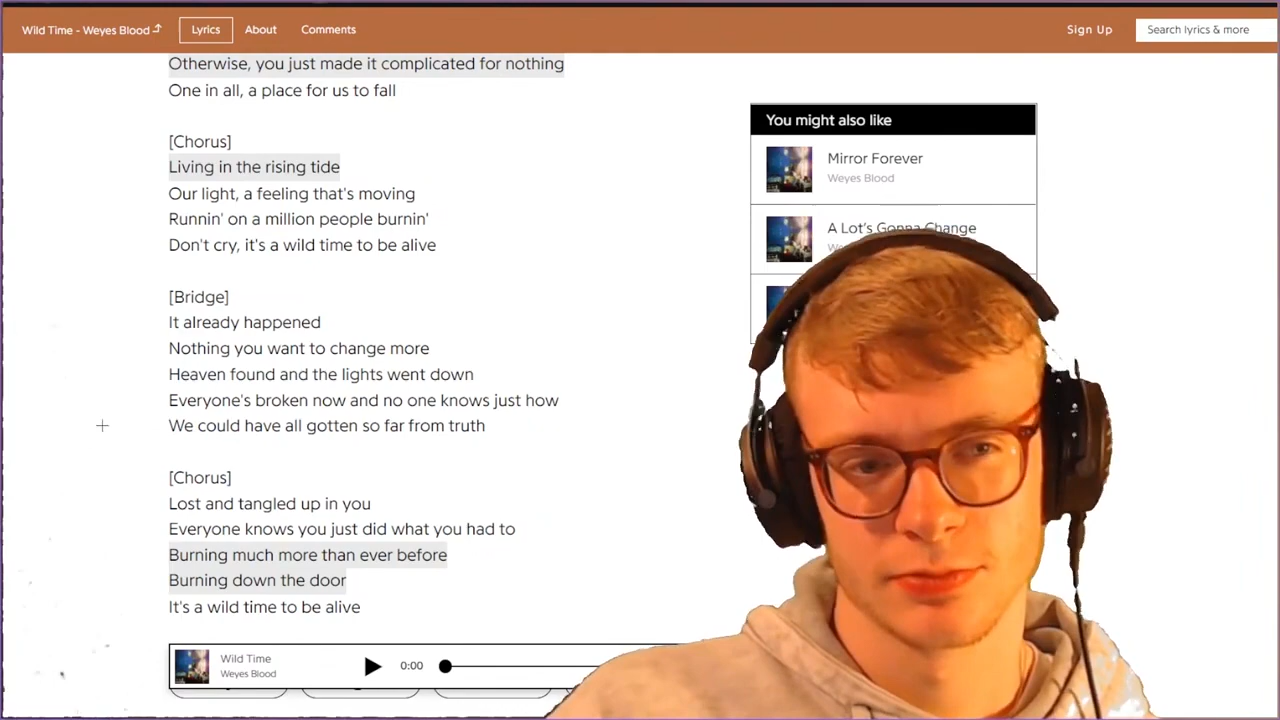 Wild Time - Weyes Blood
Lyrics
About
Comments
Sign Up
Search lyrics & more
Otherwise, you just made it complicated for nothing
One in all, a place for us to fall
[Chorus]
Living in the rising tide
Our light, a feeling that's moving
Runnin' on a million people burnin'
Don't cry, it's a wild time to be alive
[Bridge]
It already happened
Nothing you want to change more
Heaven found and the lights went down
Everyone's broken now and no one knows just how
We could have all gotten so far from truth
[Chorus]
Lost and tangled up in you
Everyone knows you just did what you had to
Burning much more than ever before
Burning down the door
It's a wild time to be alive
You might also like
Mirror Forever
Weyes Blood
A Lot's Gonna Change
Wild Time
Weyes Blood
0:00